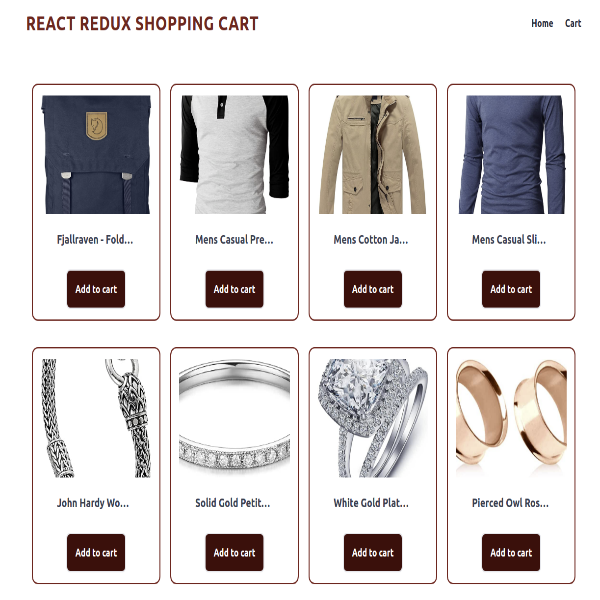 REACT REDUX SHOPPING CART
Home Cart
Fjallraven - Fold...
Mens Casual Pre...
Mens Cotton Ja...
Mens Casual Sli...
Add to cart
Add to cart
Add to cart
Add to cart
John Hardy Wo...
Solid Gold Petit...
White Gold Plat...
Pierced Owl Ros...
Add to cart
Add to cart
Add to cart
Add to cart